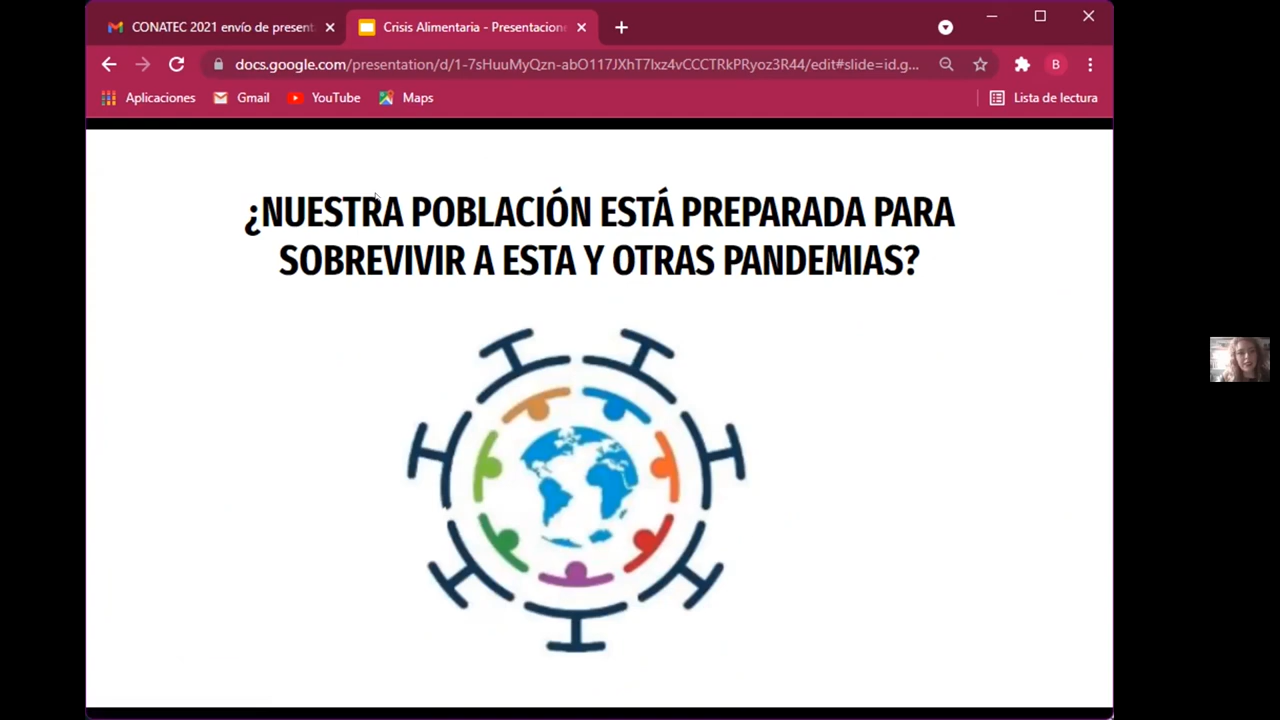 CONATEC 2021 envío de present
Crisis Alimentaria - Presentacione
docs.google.com/presentation/d/1-7sHuuMyQzn-abO117JXhT7lxz4vCCCTRkPRyoz3R44/edit#slide=id.g...
B
Aplicaciones
Gmail
YouTube
Maps
Lista de lectura
¿NUESTRA POBLACIÓN ESTÁ PREPARADA PARA
SOBREVIVIR A ESTA Y OTRAS PANDEMIAS?